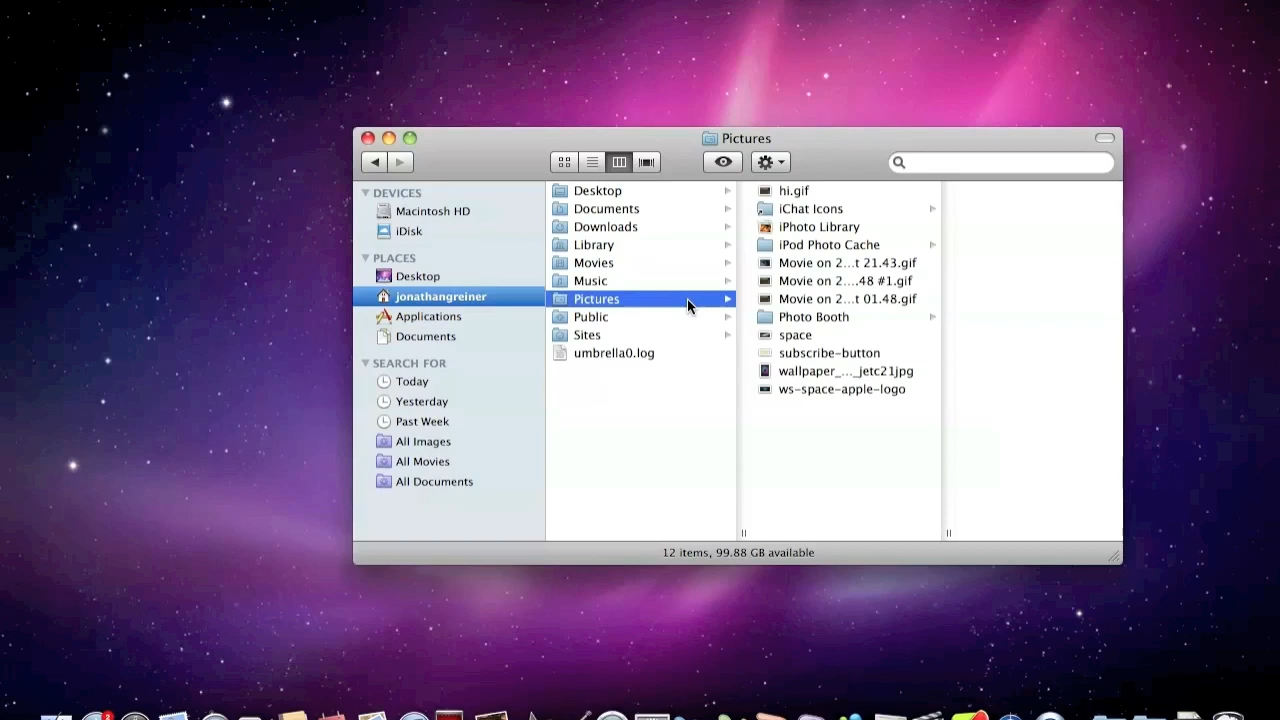 Pictures
DEVICES
Macintosh HD
iDisk
PLACES
Desktop
jonathangreiner
Applications
Documents
SEARCH FOR
Today
Yesterday
Past Week
All Images
All Movies
All Documents
Desktop
Documents
Downloads
Library
Movies
Music
Pictures
Public
Sites
umbrella0.log
hi.gif
iChat Icons
iPhoto Library
iPod Photo Cache
Movie on 2...t 21.43.gif
Movie on 2....48 #1.gif
Movie on 2...t 01.48.gif
Photo Booth
space
subscribe-button
wallpaper_..._jetc21jpg
ws-space-apple-logo
12 items, 99.88 GB available
2